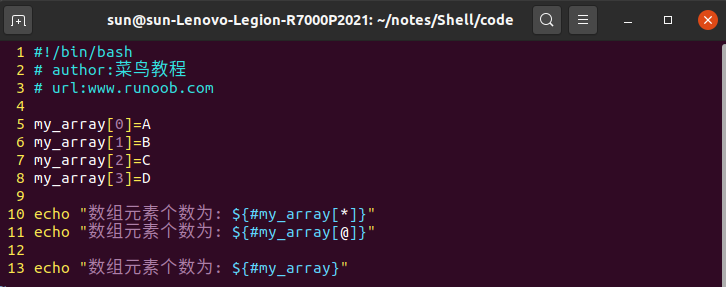 sun@sun-Lenovo-Legion-R7000P2021: ~/notes/Shell/code
1 #!/bin/bash
2 # author:菜鸟教程
3 # url:www.runoob.com
4
5 my_array[0]=A
6 my_array[1]=B
7 my_array[2]=C
8 my_array[3]=D
9
10 echo "数组元素个数为: ${#my_array[*]}"
11 echo "数组元素个数为: ${#my_array[@]}"
12
13 echo "数组元素个数为: ${#my_array}"